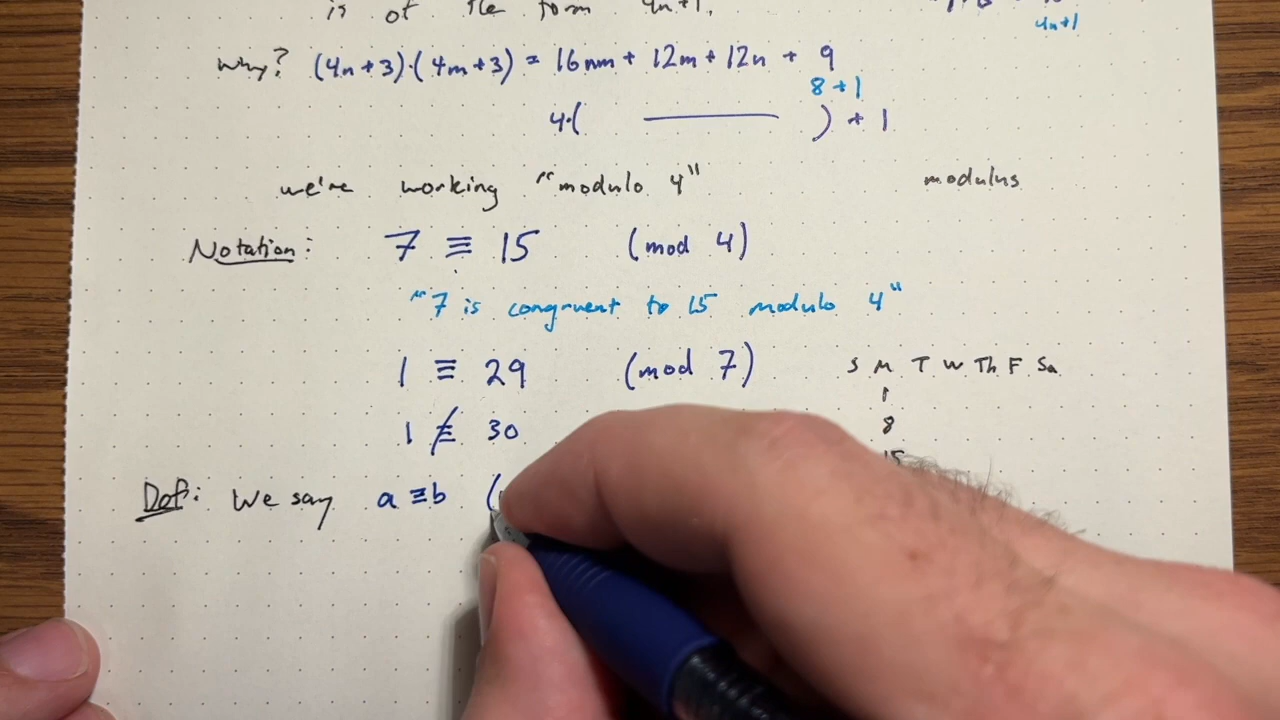 is of the form 4n+1.
4n+1
Why? (4n+3)·(4m+3) = 16nm + 12m + 12n + 9
8+1
4·( ) + 1
we're working "modulo 4" modulus
Notation: 7 ≡ 15 (mod 4)
"7 is congruent to 15 modulo 4"
1 ≡ 29 (mod 7) S M T W Th F Sa
1
1 ≢ 30 8
15
Def: We say a ≡ b (